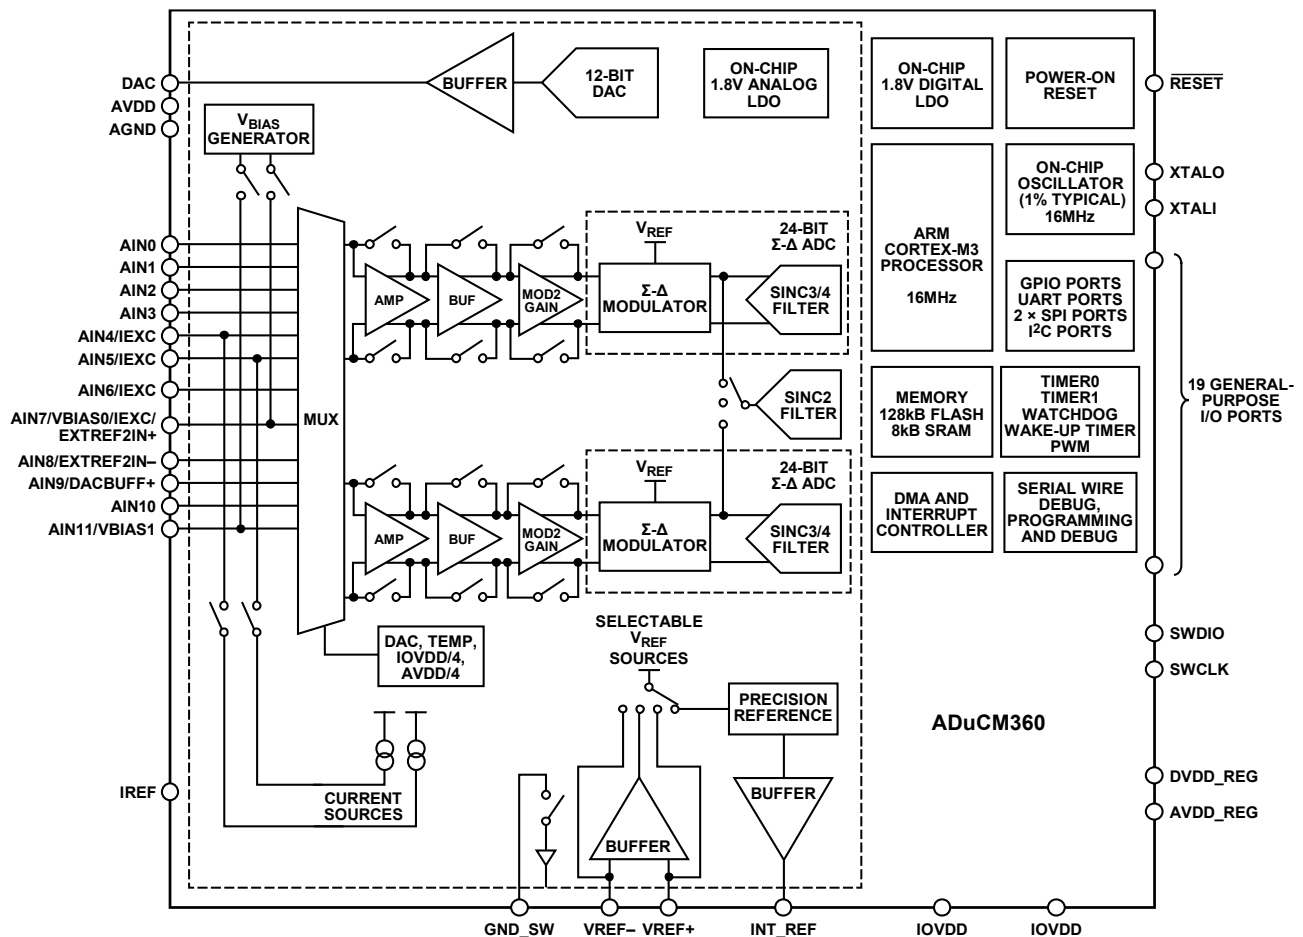 DAC
AVDD
AGND
VBIAS
GENERATOR
BUFFER
12-BIT
DAC
ON-CHIP
1.8V ANALOG
LDO
ON-CHIP
1.8V DIGITAL
LDO
POWER-ON
RESET
RESET
ARM
CORTEX-M3
PROCESSOR
16MHz
ON-CHIP
OSCILLATOR
(1% TYPICAL)
16MHz
XTALO
XTALI
AIN0
AIN1
AIN2
AIN3
AIN4/IEXC
AIN5/IEXC
AIN6/IEXC
AIN7/VBIAS0/IEXC/
EXTREF2IN+
AIN8/EXTREF2IN–
AIN9/DACBUFF+
AIN10
AIN11/VBIAS1
MUX
AMP
BUF
MOD2
GAIN
VREF
Σ-Δ
MODULATOR
24-BIT
Σ-Δ ADC
SINC3/4
FILTER
GPIO PORTS
UART PORTS
2 × SPI PORTS
I2C PORTS
SINC2
FILTER
MEMORY
128kB FLASH
8kB SRAM
TIMER0
TIMER1
WATCHDOG
WAKE-UP TIMER
PWM
19 GENERAL-
PURPOSE
I/O PORTS
AMP
BUF
MOD2
GAIN
VREF
Σ-Δ
MODULATOR
24-BIT
Σ-Δ ADC
SINC3/4
FILTER
DMA AND
INTERRUPT
CONTROLLER
SERIAL WIRE
DEBUG,
PROGRAMMING
AND DEBUG
DAC, TEMP,
IOVDD/4,
AVDD/4
SELECTABLE
VREF
SOURCES
PRECISION
REFERENCE
SWDIO
SWCLK
ADuCM360
IREF
CURRENT
SOURCES
BUFFER
BUFFER
DVDD_REG
AVDD_REG
GND_SW
VREF–
VREF+
INT_REF
IOVDD
IOVDD